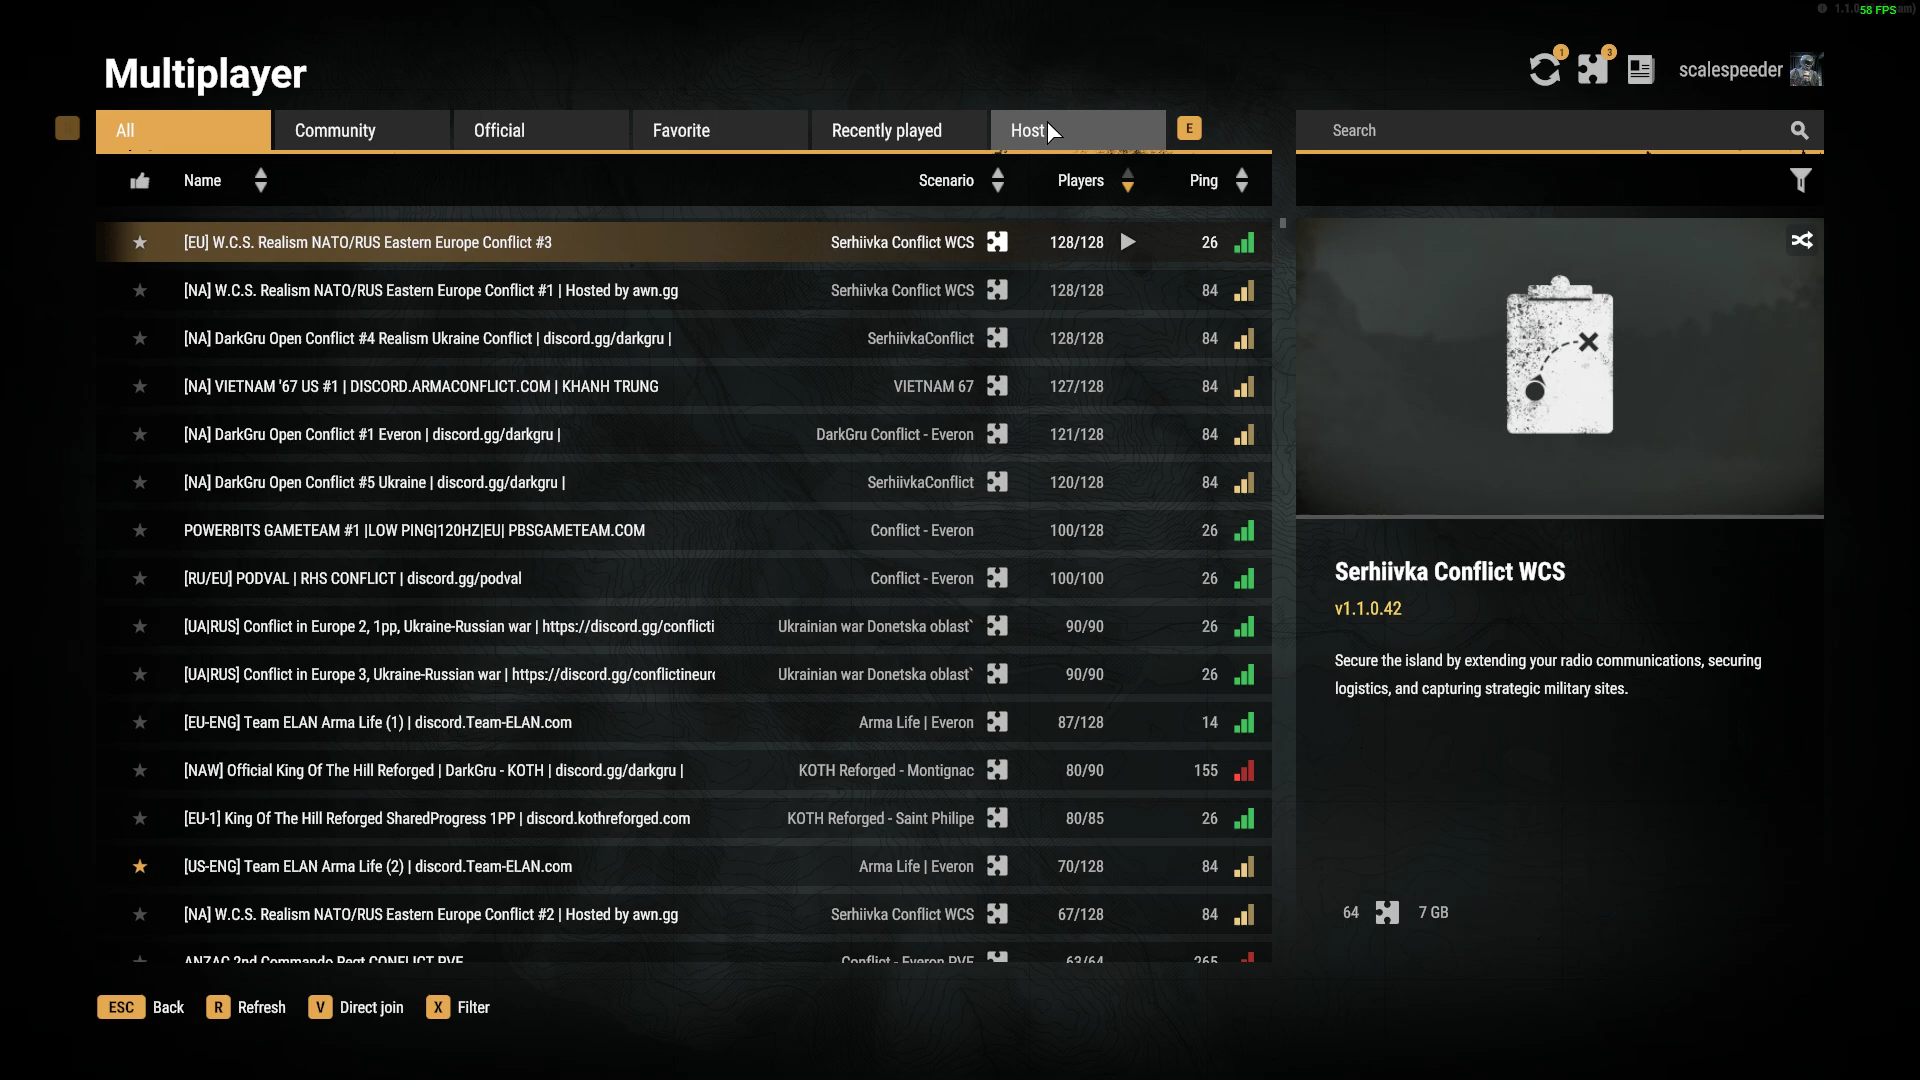 58 FPS
Multiplayer
1
3
scalespeeder
All
Community
Official
Favorite
Recently played
Host
E
Search
Name
Scenario
Players
Ping
[EU] W.C.S. Realism NATO/RUS Eastern Europe Conflict #3 Serhiivka Conflict WCS 128/128 26
[NA] W.C.S. Realism NATO/RUS Eastern Europe Conflict #1 | Hosted by awn.gg Serhiivka Conflict WCS 128/128 84
[NA] DarkGru Open Conflict #4 Realism Ukraine Conflict | discord.gg/darkgru | SerhiivkaConflict 128/128 84
[NA] VIETNAM '67 US #1 | DISCORD.ARMACONFLICT.COM | KHANH TRUNG VIETNAM 67 127/128 84
[NA] DarkGru Open Conflict #1 Everon | discord.gg/darkgru | DarkGru Conflict - Everon 121/128 84
[NA] DarkGru Open Conflict #5 Ukraine | discord.gg/darkgru | SerhiivkaConflict 120/128 84
POWERBITS GAMETEAM #1 |LOW PING|120HZ|EU| PBSGAMETEAM.COM Conflict - Everon 100/128 26
[RU/EU] PODVAL | RHS CONFLICT | discord.gg/podval Conflict - Everon 100/100 26
[UA|RUS] Conflict in Europe 2, 1pp, Ukraine-Russian war | https://discord.gg/conflicti Ukrainian war Donetska oblast` 90/90 26
[UA|RUS] Conflict in Europe 3, Ukraine-Russian war | https://discord.gg/conflictineur Ukrainian war Donetska oblast` 90/90 26
[EU-ENG] Team ELAN Arma Life (1) | discord.Team-ELAN.com Arma Life | Everon 87/128 14
[NAW] Official King Of The Hill Reforged | DarkGru - KOTH | discord.gg/darkgru | KOTH Reforged - Montignac 80/90 155
[EU-1] King Of The Hill Reforged SharedProgress 1PP | discord.kothreforged.com KOTH Reforged - Saint Philipe 80/85 26
[US-ENG] Team ELAN Arma Life (2) | discord.Team-ELAN.com Arma Life | Everon 70/128 84
[NA] W.C.S. Realism NATO/RUS Eastern Europe Conflict #2 | Hosted by awn.gg Serhiivka Conflict WCS 67/128 84
ANZAC 2nd Commando Regt CONFLICT PVE Conflict - Everon PVE 63/64 265
Serhiivka Conflict WCS
v1.1.0.42
Secure the island by extending your radio communications, securing
logistics, and capturing strategic military sites.
64 7 GB
ESC Back R Refresh V Direct join X Filter